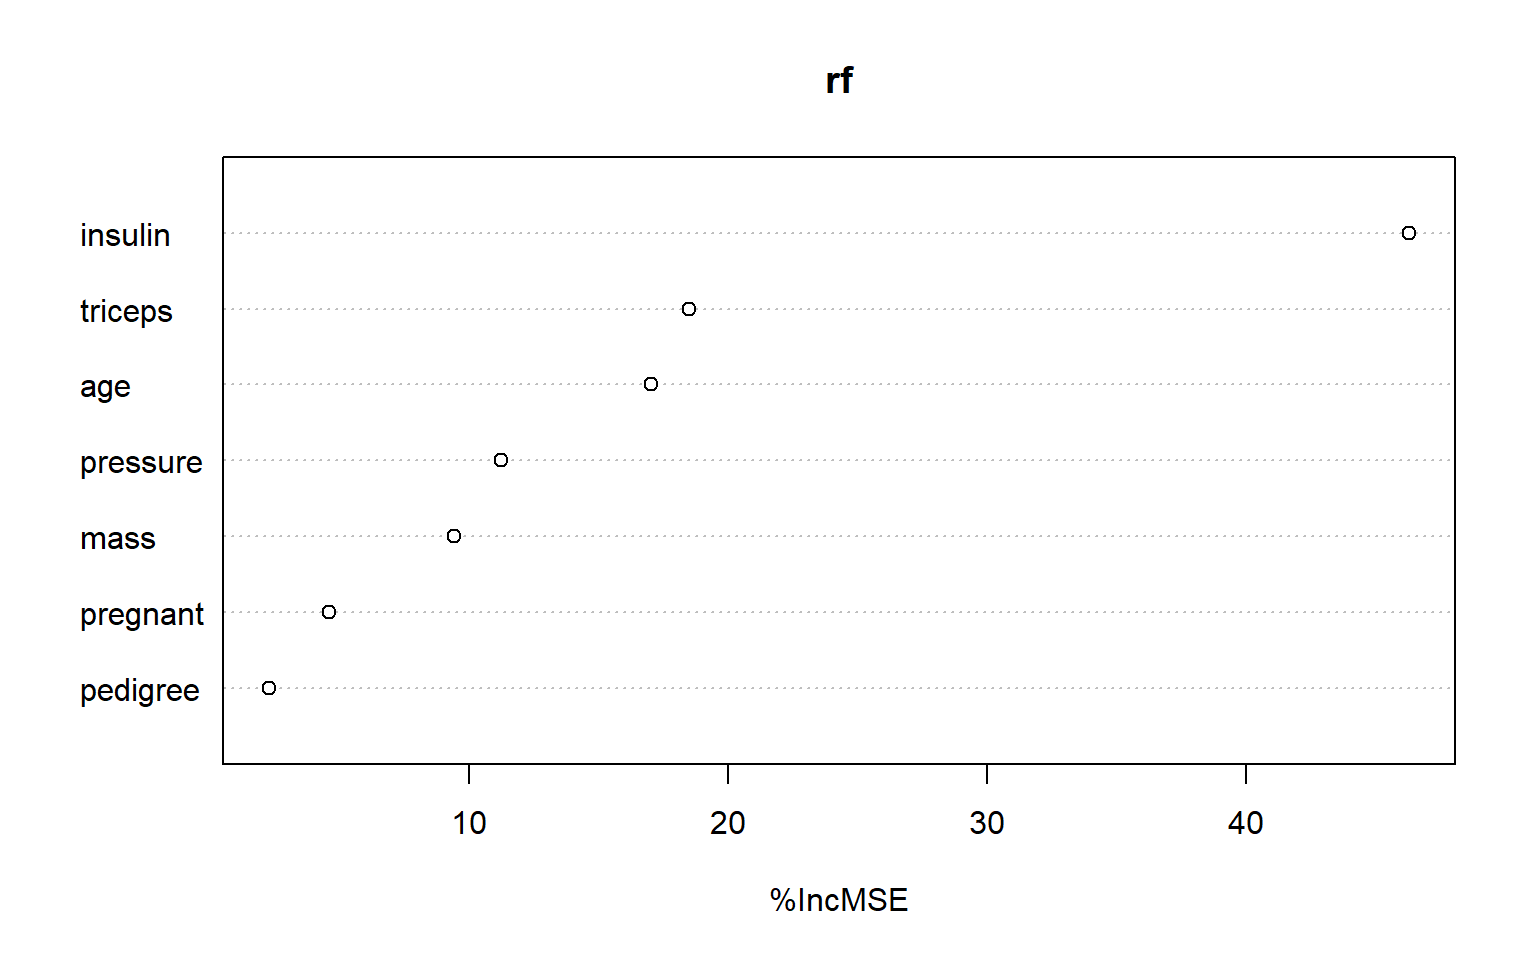 rf
insulin
triceps
age
pressure
mass
pregnant
pedigree
10 20 30 40
%IncMSE